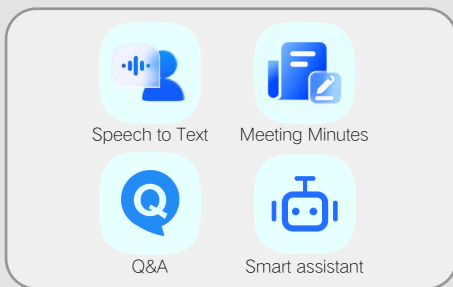 Speech to Text
Meeting Minutes
Q
Q&A
Smart assistant